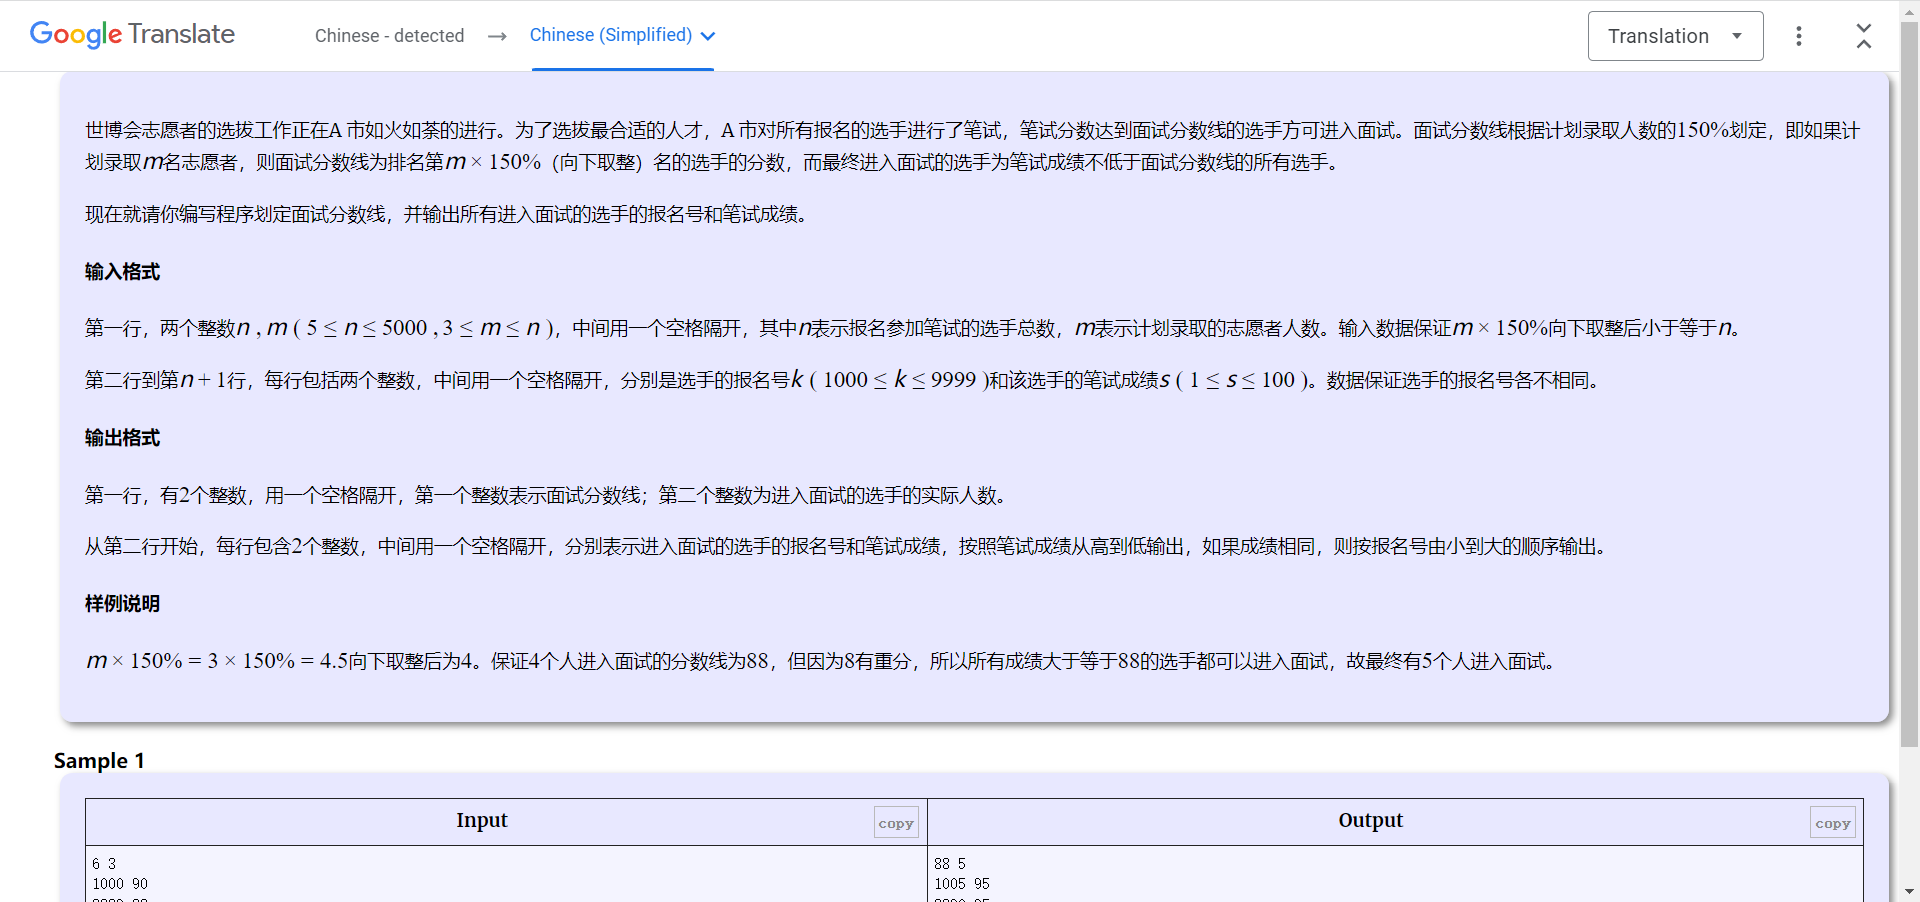 Google Translate
Chinese - detected → Chinese (Simplified)
Translation
世博会志愿者的选拔工作正在A 市如火如荼的进行。为了选拔最合适的人才，A 市对所有报名的选手进行了笔试，笔试分数达到面试分数线的选手方可进入面试。面试分数线根据计划录取人数的150%划定，即如果计
划录取m名志愿者，则面试分数线为排名第m × 150%（向下取整）名的选手的分数，而最终进入面试的选手为笔试成绩不低于面试分数线的所有选手。
现在就请你编写程序划定面试分数线，并输出所有进入面试的选手的报名号和笔试成绩。
输入格式
第一行，两个整数n , m ( 5 ≤ n ≤ 5000 , 3 ≤ m ≤ n )，中间用一个空格隔开，其中n表示报名参加笔试的选手总数，m表示计划录取的志愿者人数。输入数据保证m × 150%向下取整后小于等于n。
第二行到第n + 1行，每行包括两个整数，中间用一个空格隔开，分别是选手的报名号k ( 1000 ≤ k ≤ 9999 )和该选手的笔试成绩s ( 1 ≤ s ≤ 100 )。数据保证选手的报名号各不相同。
输出格式
第一行，有2个整数，用一个空格隔开，第一个整数表示面试分数线；第二个整数为进入面试的选手的实际人数。
从第二行开始，每行包含2个整数，中间用一个空格隔开，分别表示进入面试的选手的报名号和笔试成绩，按照笔试成绩从高到低输出，如果成绩相同，则按报名号由小到大的顺序输出。
样例说明
m × 150% = 3 × 150% = 4.5向下取整后为4。保证4个人进入面试的分数线为88，但因为8有重分，所以所有成绩大于等于88的选手都可以进入面试，故最终有5个人进入面试。
Sample 1
Input
copy
Output
copy
6 3
1000 90
88 5
1005 95